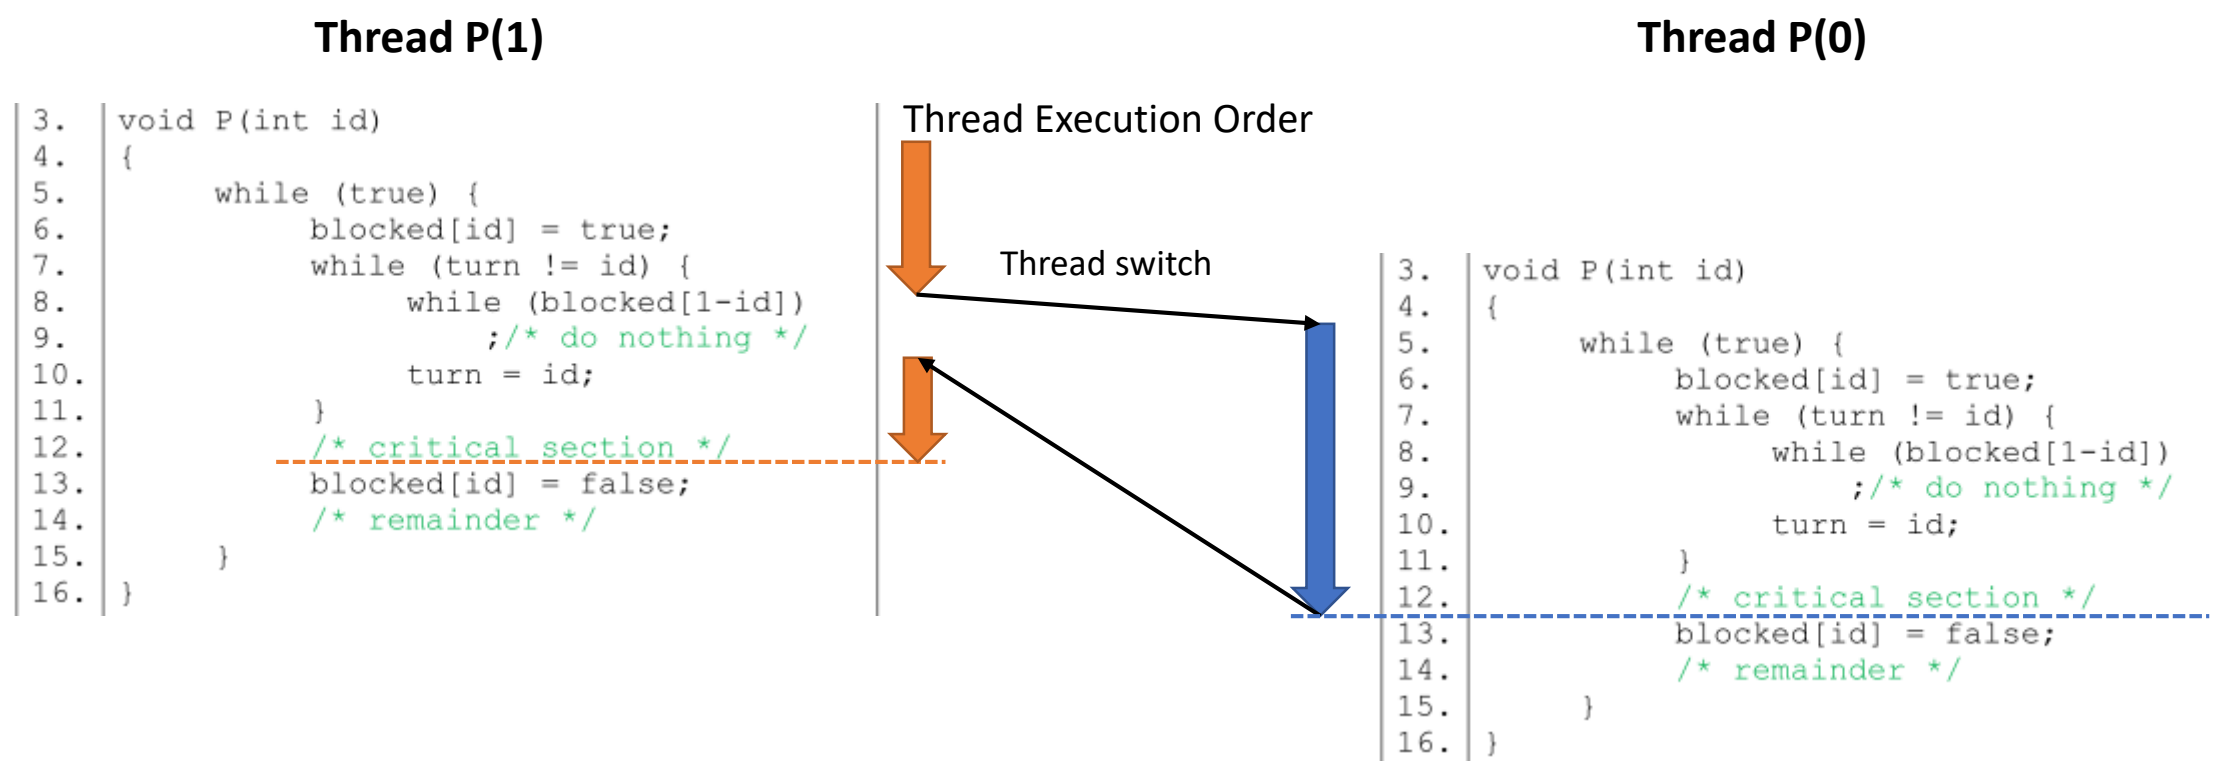 Thread P(1)
Thread P(0)
3. void P(int id)
4. {
5. while (true) {
6. blocked[id] = true;
7. while (turn != id) {
8. while (blocked[1-id])
9. ;/* do nothing */
10. turn = id;
11. }
12. /* critical section */
13. blocked[id] = false;
14. /* remainder */
15. }
16. }
Thread Execution Order
Thread switch
3. void P(int id)
4. {
5. while (true) {
6. blocked[id] = true;
7. while (turn != id) {
8. while (blocked[1-id])
9. ;/* do nothing */
10. turn = id;
11. }
12. /* critical section */
13. blocked[id] = false;
14. /* remainder */
15. }
16. }